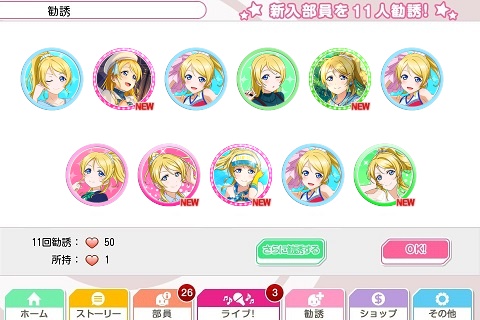 勧誘
新入部員を11人勧誘!
NEW
NEW
NEW
NEW
NEW
NEW
11回勧誘: 50
所持: 1
さらに勧誘する
OK!
ホーム
ストーリー
26
部員
3
ライブ!
勧誘
S
ショップ
その他